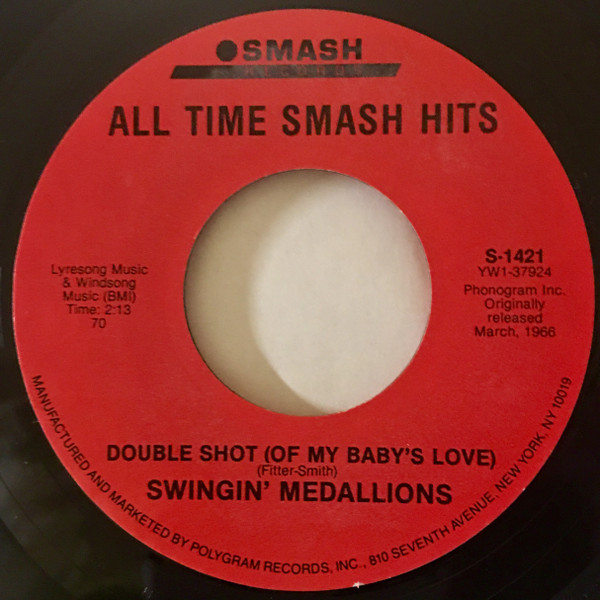 SMASH
RECORDS
ALL TIME SMASH HITS
Lyresong Music
& Windsong
Music (BMI)
Time: 2:13
70
S-1421
YW1-37924
Phonogram Inc.
Originally
released
March, 1966
DOUBLE SHOT (OF MY BABY'S LOVE)
(Fitter-Smith)
SWINGIN' MEDALLIONS
MANUFACTURED AND MARKETED BY POLYGRAM RECORDS, INC., 810 SEVENTH AVENUE, NEW YORK, NY 10019